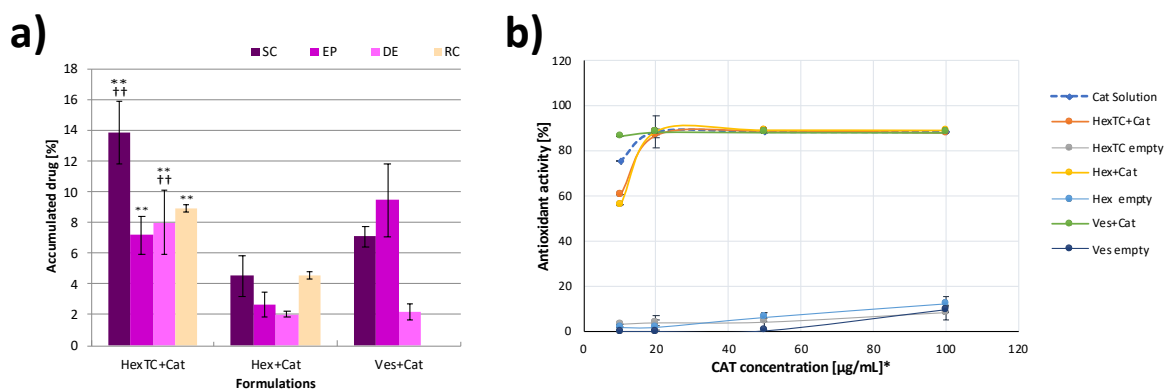 a)
SC EP DE RC
Accumulated drug [%]
18
16
14
12
10
8
6
4
2
0
**
††
**
**
††
**
HexTC+Cat Hex+Cat Ves+Cat
Formulations
b)
Antioxidant activity [%]
120
100
80
60
40
20
0
0 20 40 60 80 100 120
CAT concentration [µg/mL]*
Cat Solution
HexTC+Cat
HexTC empty
Hex+Cat
Hex empty
Ves+Cat
Ves empty